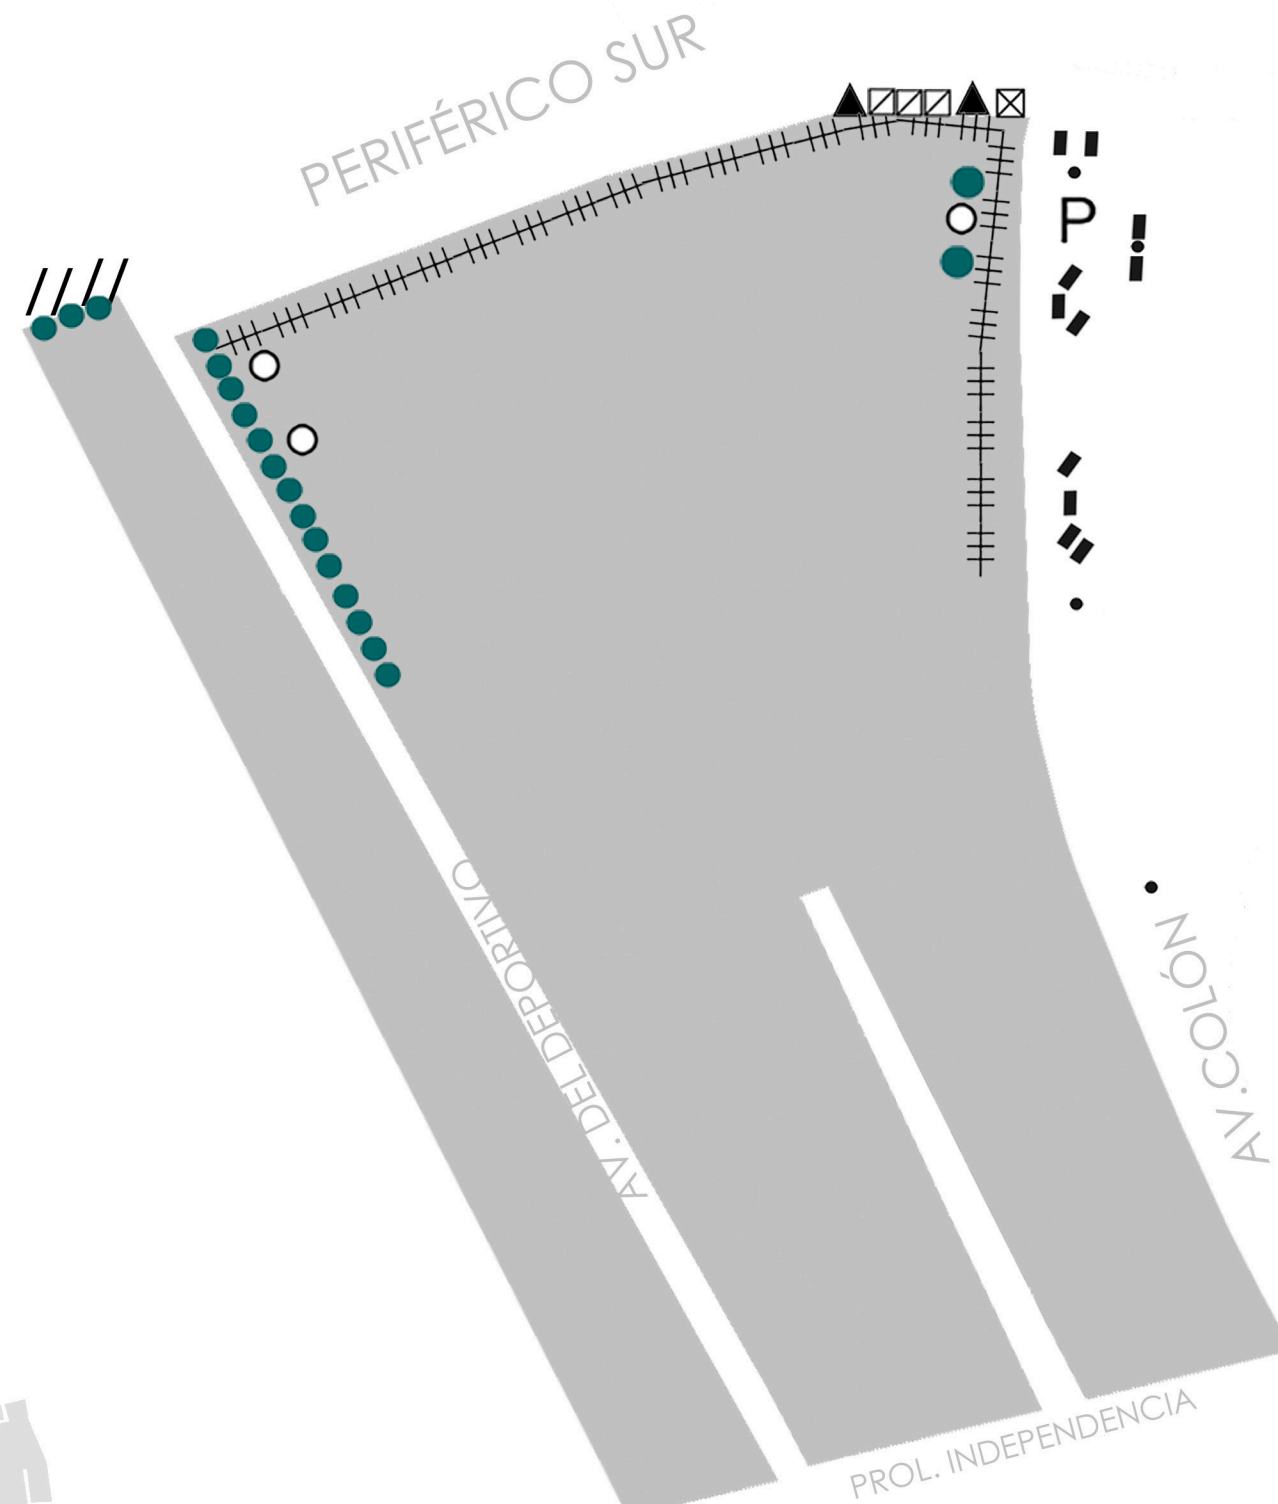 PERIFÉRICO SUR
P
AV. DEL DEPORTIVO
AV. COLÓN
PROL. INDEPENDENCIA